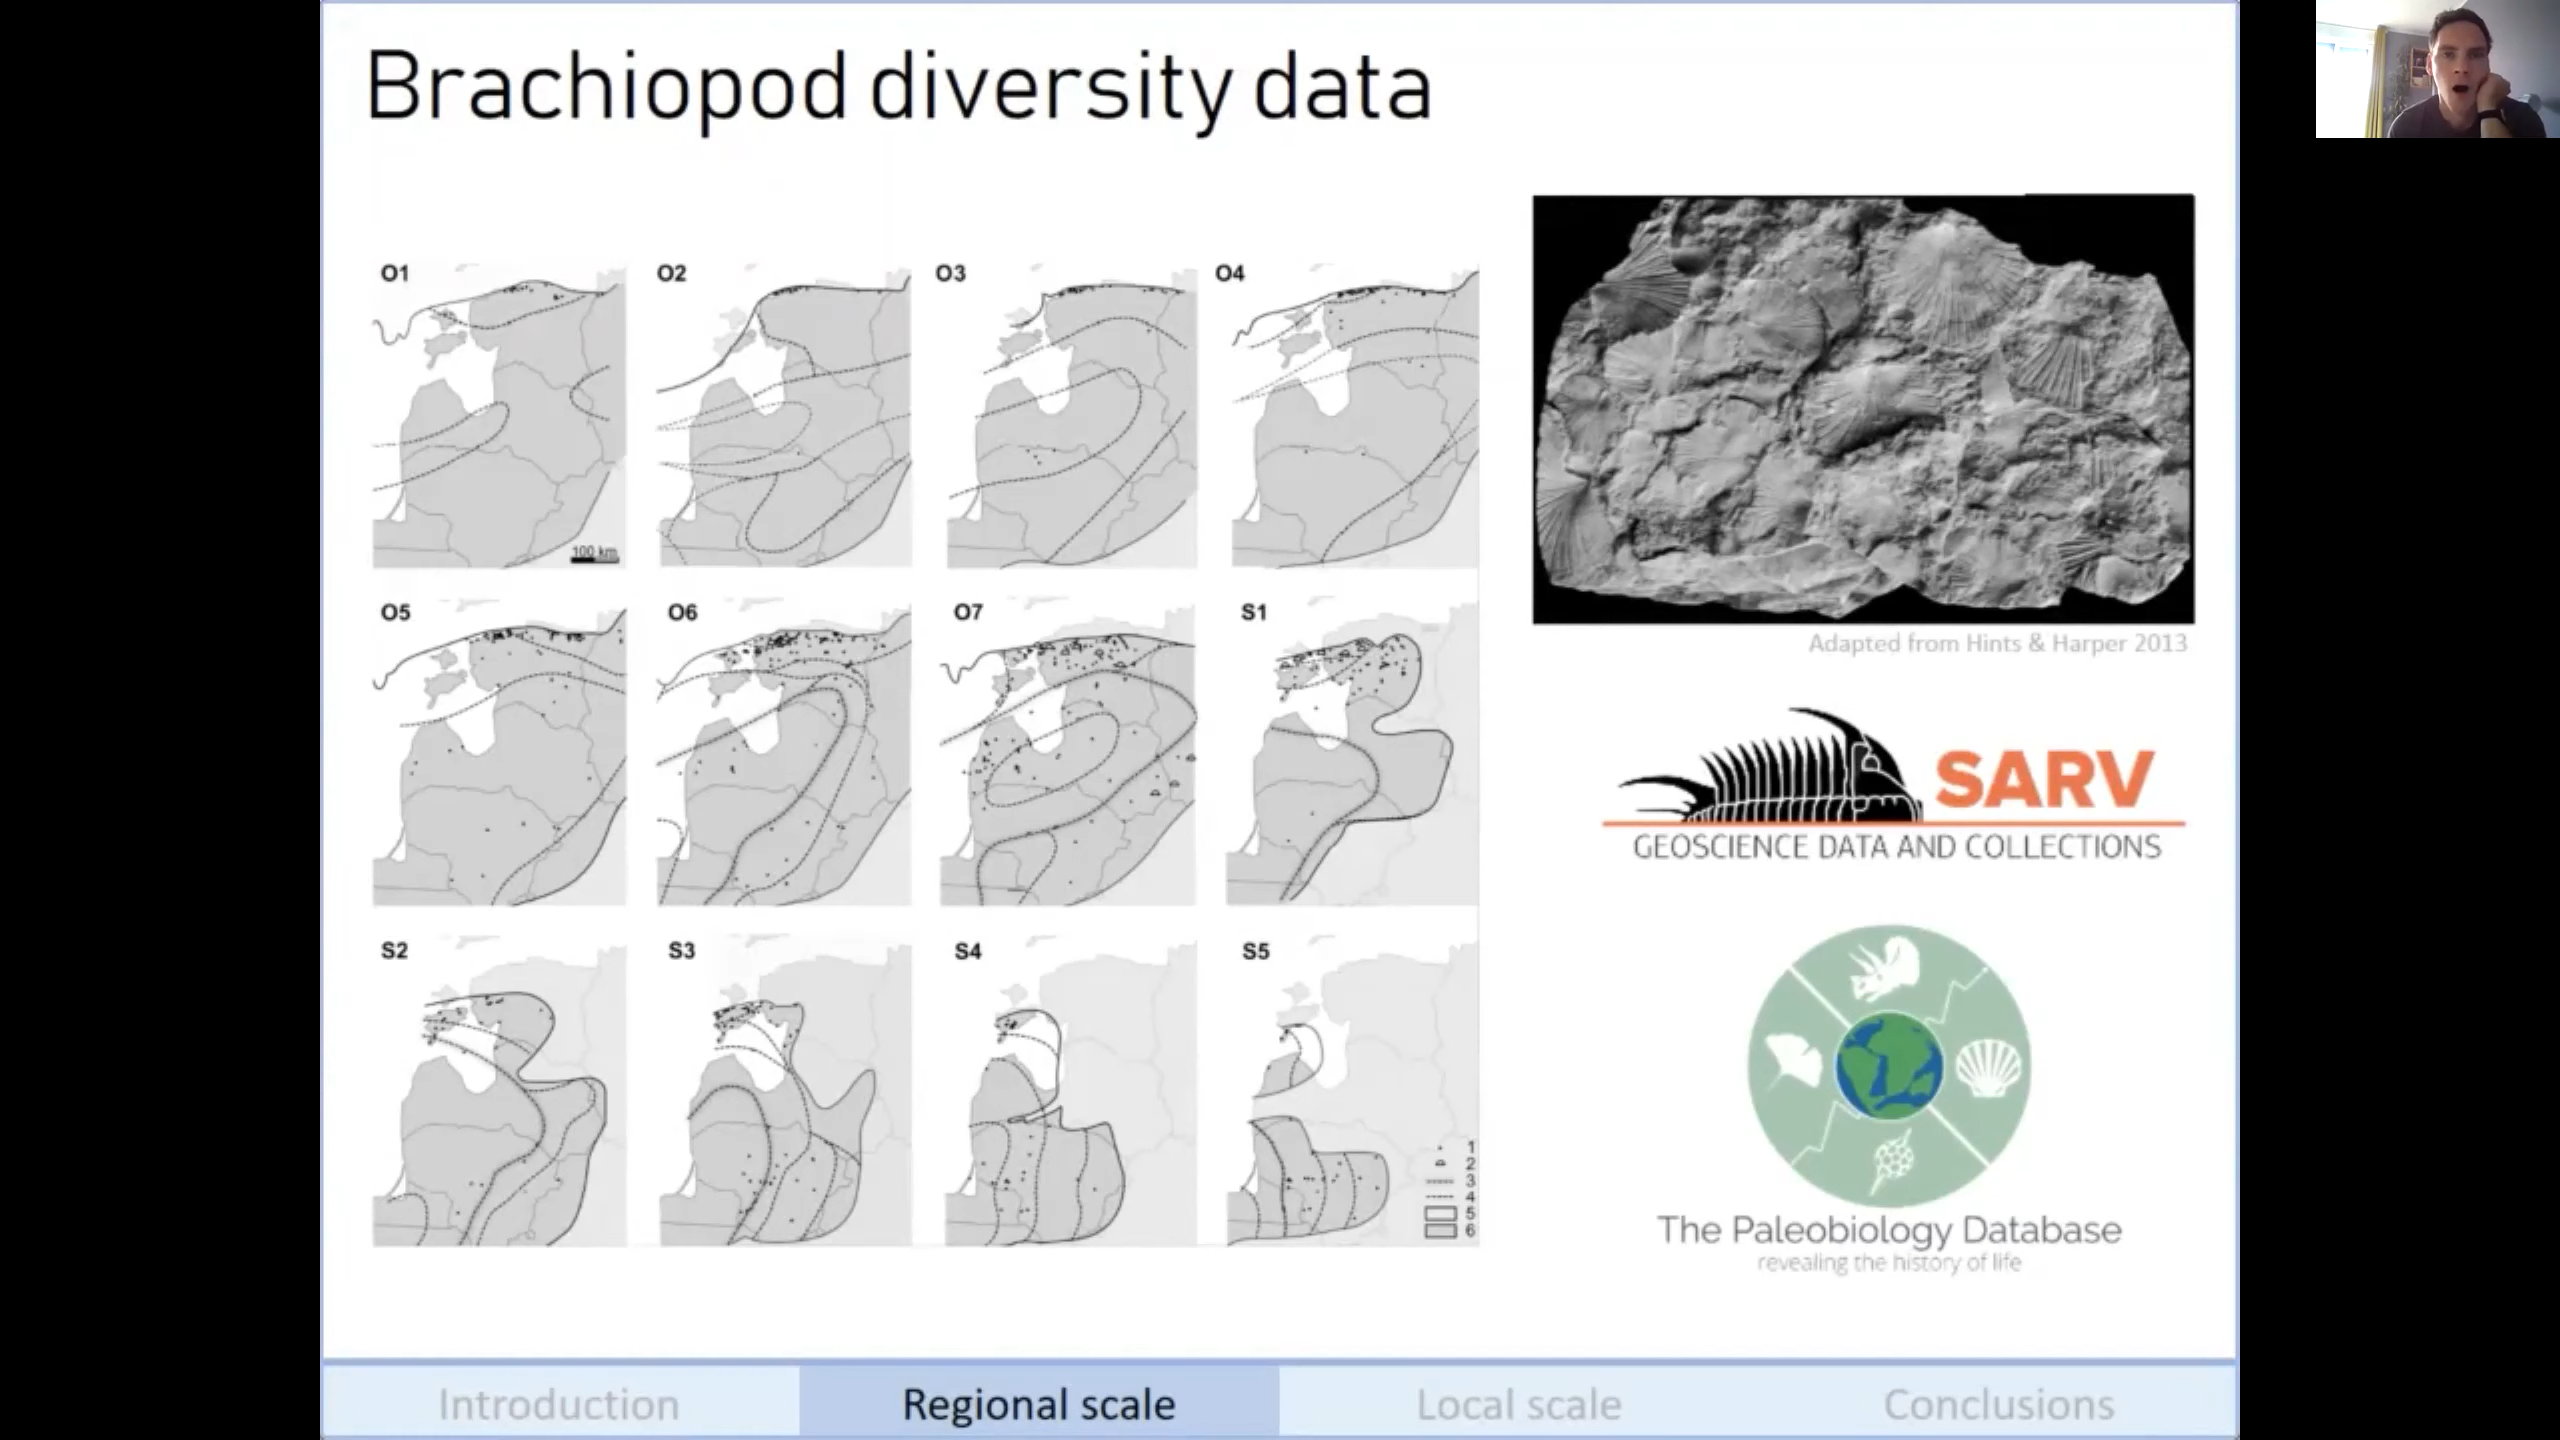 Brachiopod diversity data
O1
O2
O3
O4
100 km
O5
O6
O7
S1
S2
S3
S4
S5
1
2
3
4
5
6
Adapted from Hints & Harper 2013
SARV
GEOSCIENCE DATA AND COLLECTIONS
The Paleobiology Database
revealing the history of life
Introduction
Regional scale
Local scale
Conclusions